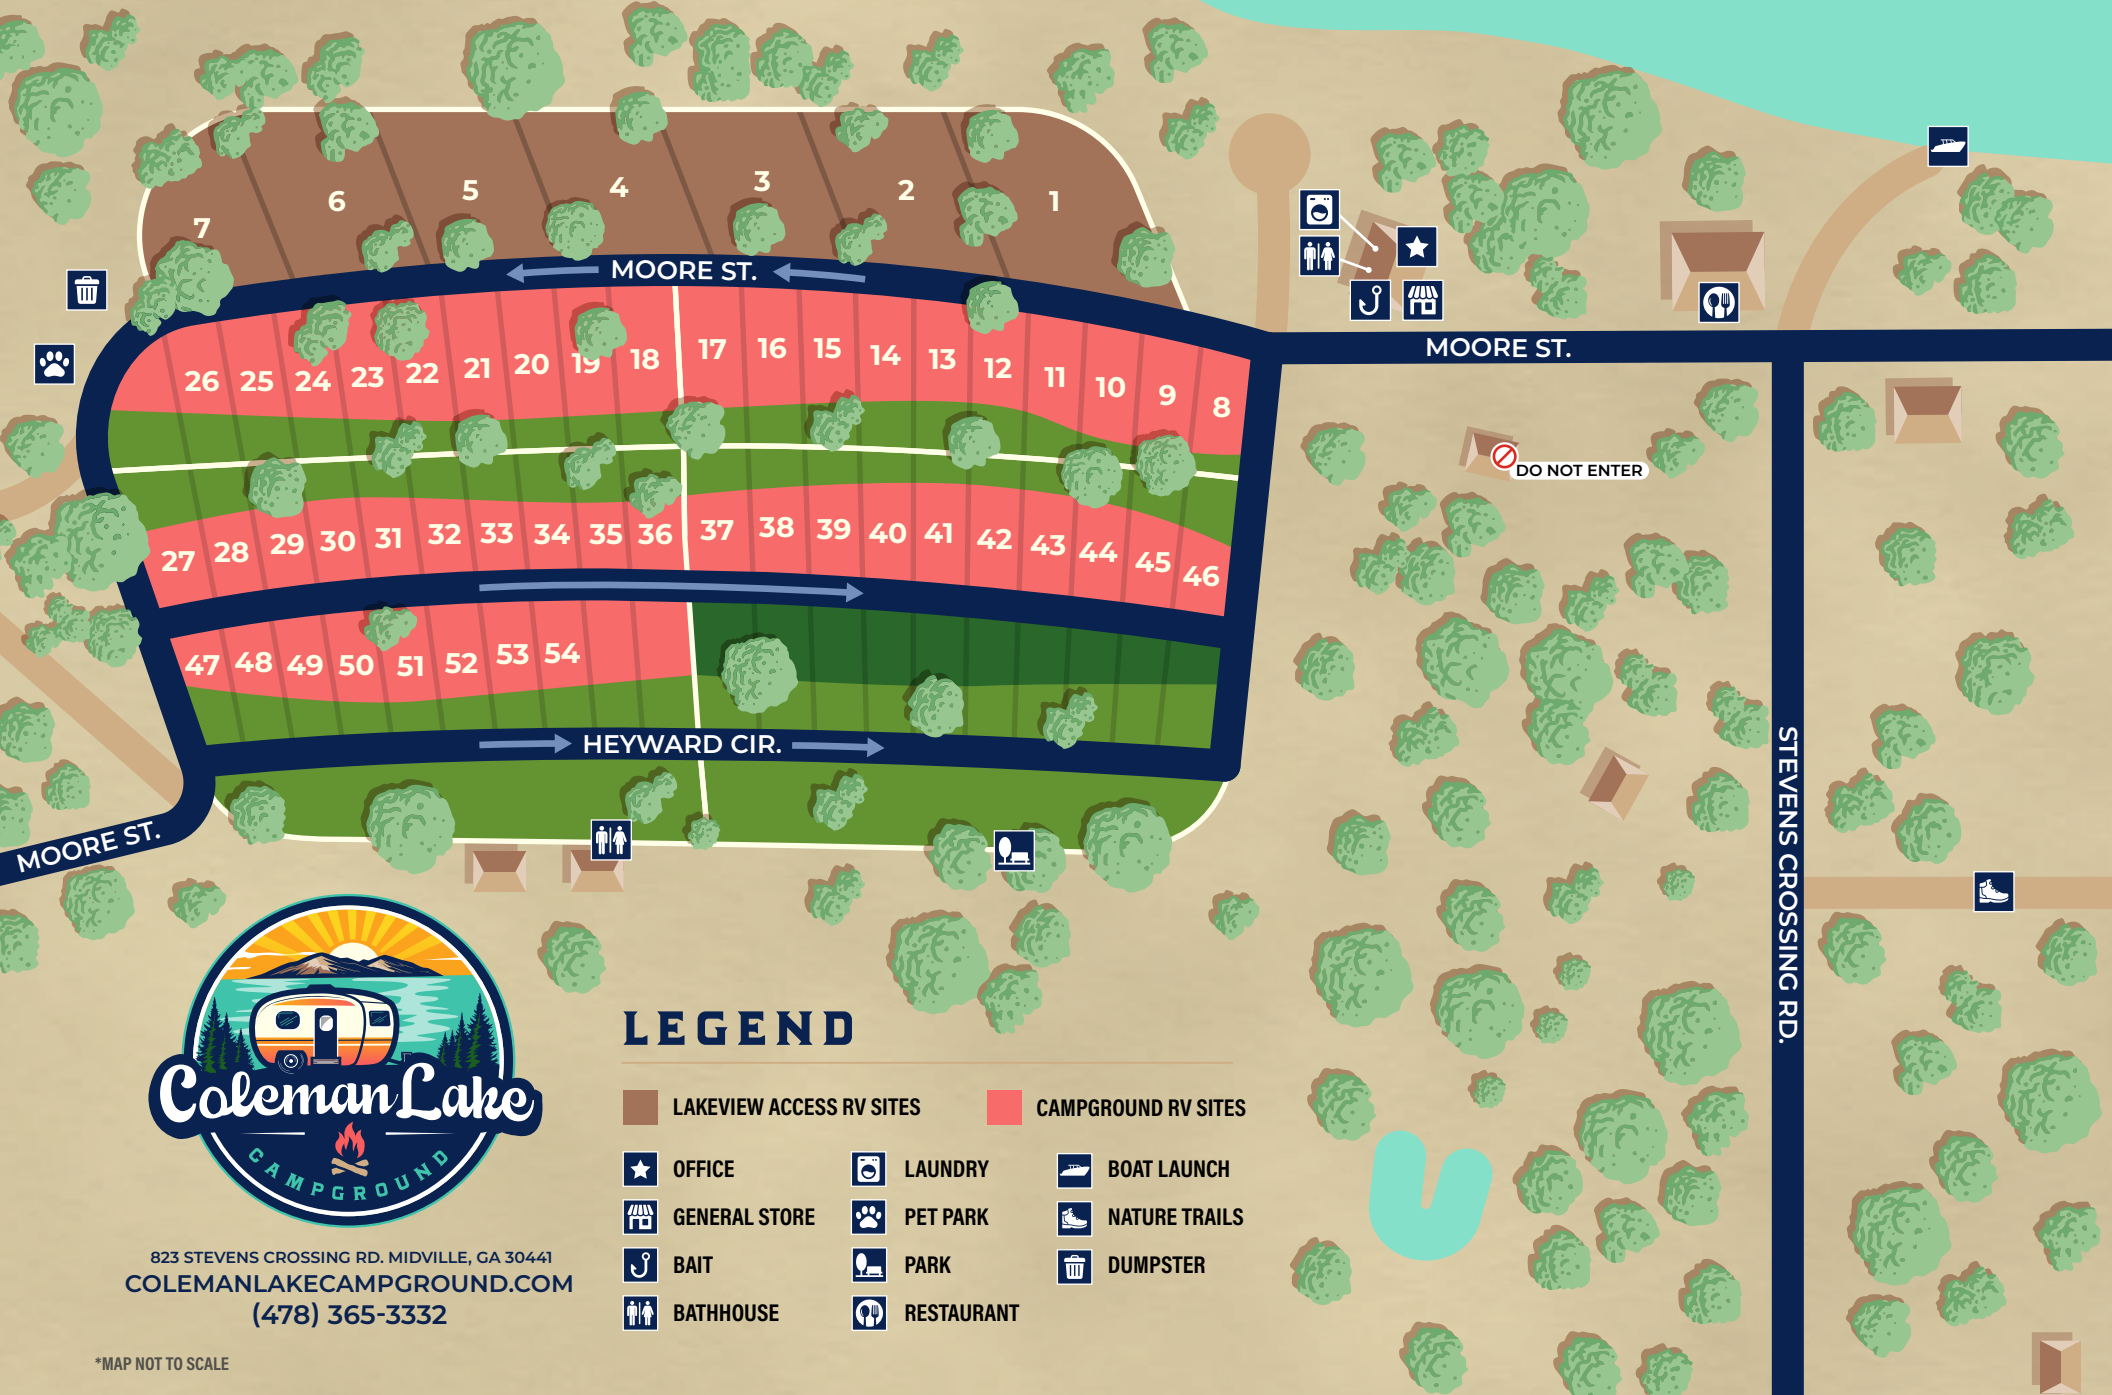 7
6
5
4
3
2
1
MOORE ST.
26 25 24 23 22 21 20 19 18 17 16 15 14 13 12 11 10 9 8
MOORE ST.
DO NOT ENTER
27 28 29 30 31 32 33 34 35 36 37 38 39 40 41 42 43 44 45 46
47 48 49 50 51 52 53 54
HEYWARD CIR.
STEVENS CROSSING RD.
MOORE ST.
Coleman Lake
CAMPGROUND
823 STEVENS CROSSING RD. MIDVILLE, GA 30441
COLEMANLAKECAMPGROUND.COM
(478) 365-3332
*MAP NOT TO SCALE
LEGEND
LAKEVIEW ACCESS RV SITES
CAMPGROUND RV SITES
OFFICE
GENERAL STORE
BAIT
BATHHOUSE
LAUNDRY
PET PARK
PARK
RESTAURANT
BOAT LAUNCH
NATURE TRAILS
DUMPSTER